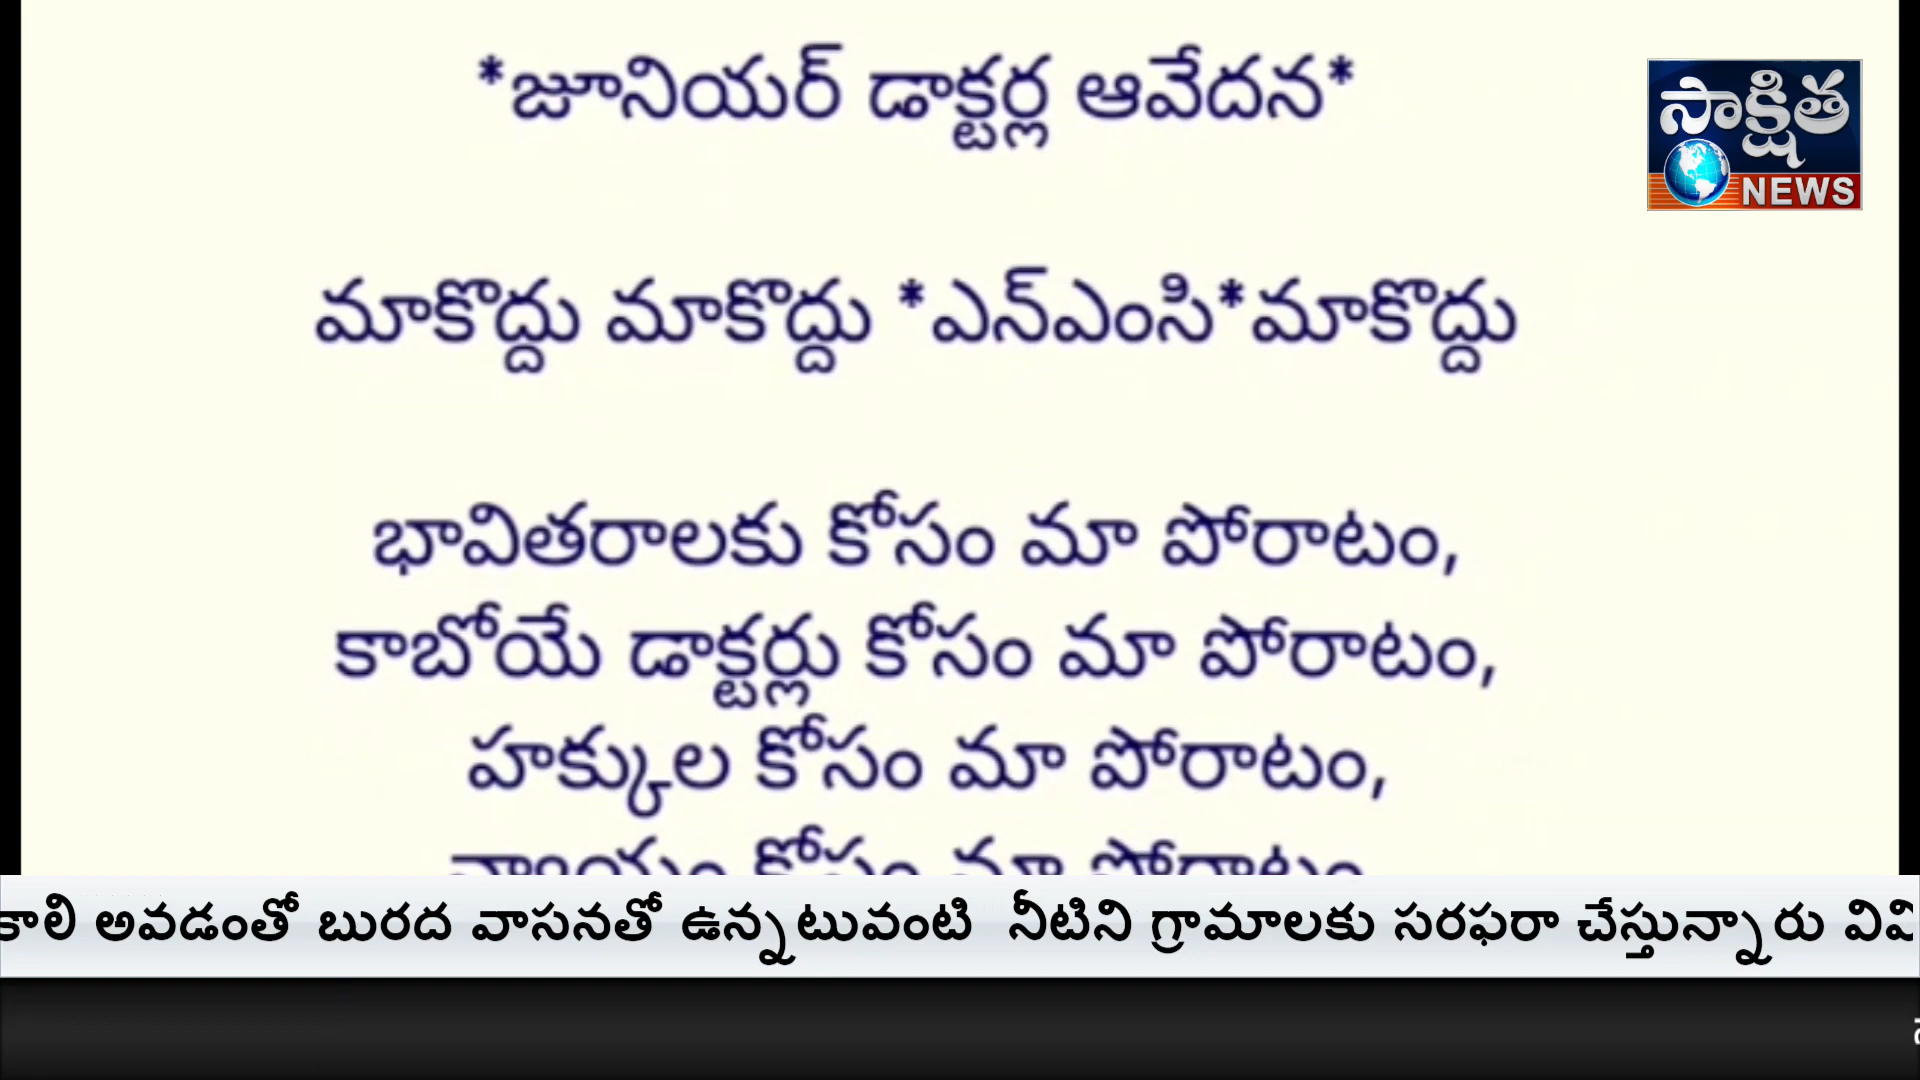 *జూనియర్ డాక్టర్ల ఆవేదన*
సాక్షిత
NEWS
మాకొద్దు మాకొద్దు *ఎన్ఎంసి*మాకొద్దు
భావితరాలకు కోసం మా పోరాటం,
కాబోయే డాక్టర్లు కోసం మా పోరాటం,
హక్కుల కోసం మా పోరాటం,
కోసం మా పోరాటం
కాలి అవడంతో బురద వాసనతో ఉన్నటువంటి నీటిని గ్రామాలకు సరఫరా చేస్తున్నారు